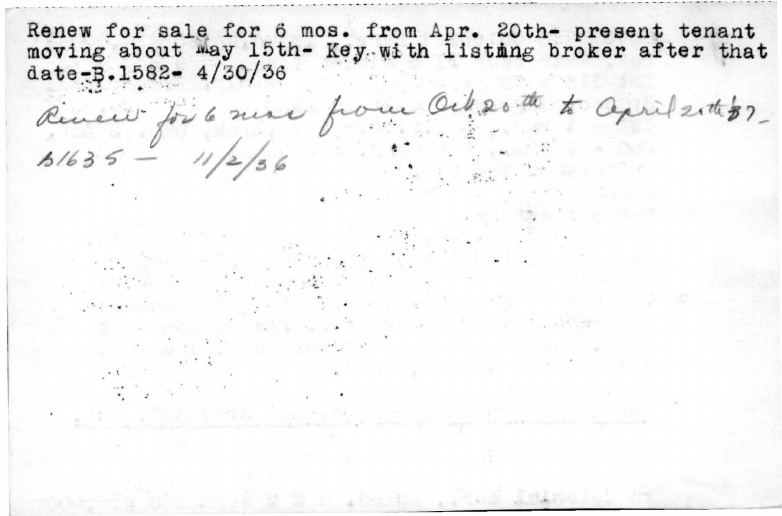 Renew for sale for 6 mos. from Apr. 20th- present tenant
moving about May 15th- Key with listing broker after that
date-B.1582- 4/30/36
Renew for 6 mos from Oct 20th to April 20th '37-
B1635 - 11/2/36